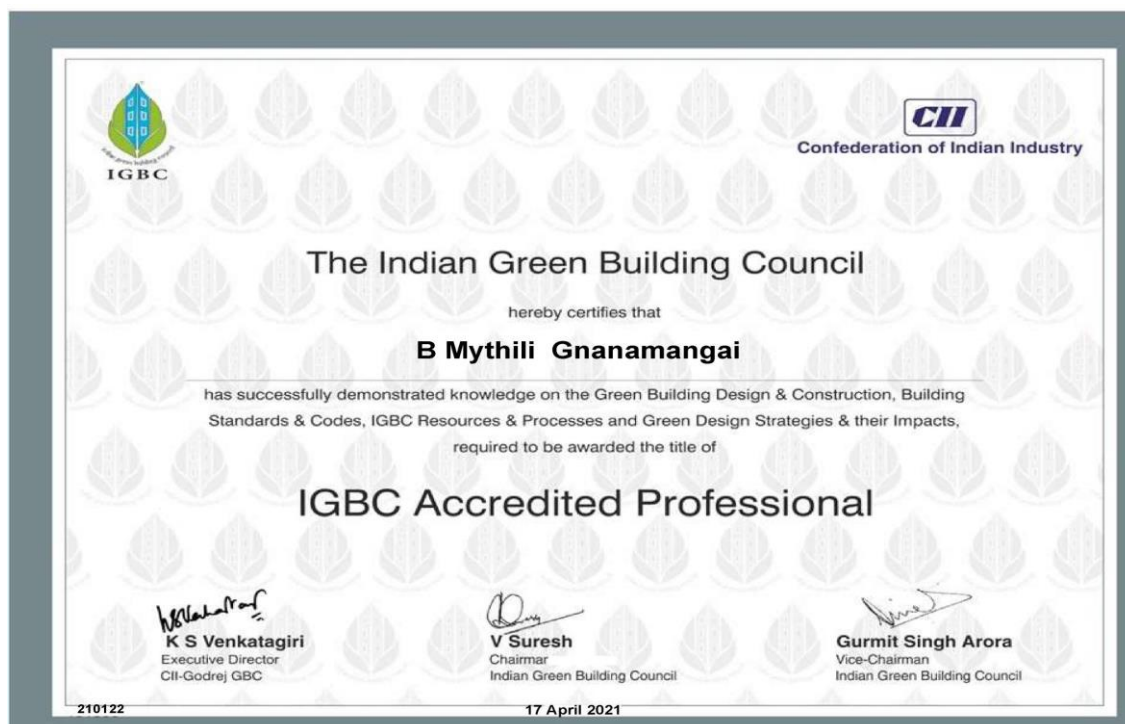 IGBC
CII
Confederation of Indian Industry
The Indian Green Building Council
hereby certifies that
B Mythili Gnanamangai
has successfully demonstrated knowledge on the Green Building Design & Construction, Building
Standards & Codes, IGBC Resources & Processes and Green Design Strategies & their Impacts,
required to be awarded the title of
IGBC Accredited Professional
K S Venkatagiri
Executive Director
CII-Godrej GBC
V Suresh
Chairmar
Indian Green Building Council
Gurmit Singh Arora
Vice-Chairman
Indian Green Building Council
210122
17 April 2021